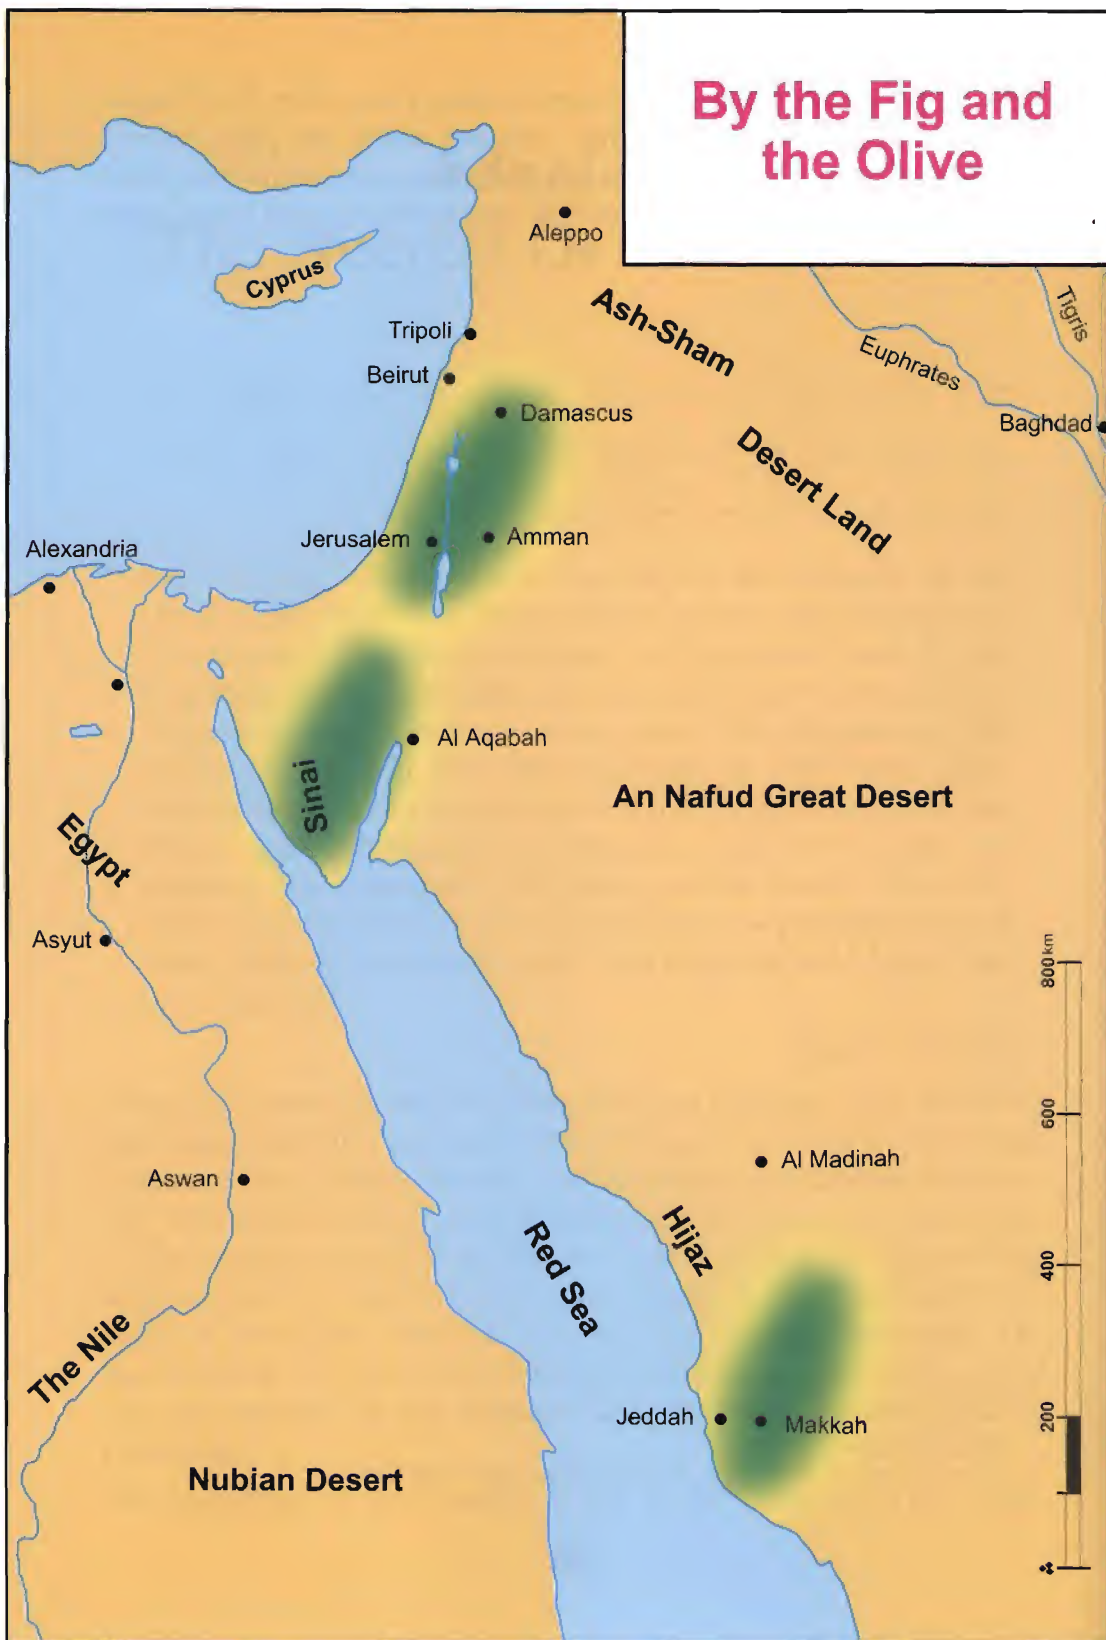 By the Fig and
the Olive
Aleppo
Cyprus
Ash-Sham
Tigris
Tripoli
Euphrates
Beirut
Damascus
Baghdad
Desert Land
Jerusalem
Amman
Alexandria
Al Aqabah
Sinai
An Nafud Great Desert
Egypt
Asyut
800 km
600
Al Madinah
Aswan
Hijaz
Red Sea
400
The Nile
Jeddah
Makkah
200
Nubian Desert